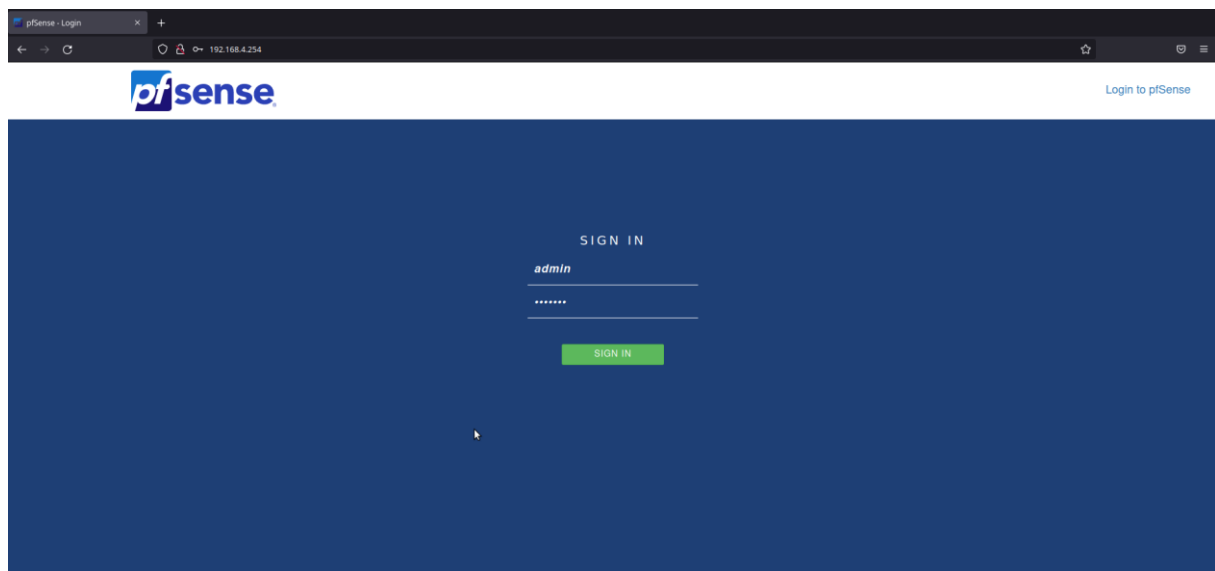 pfSense - Login
192.168.4.254
pfsense
Login to pfSense
SIGN IN
admin
•••••••
SIGN IN